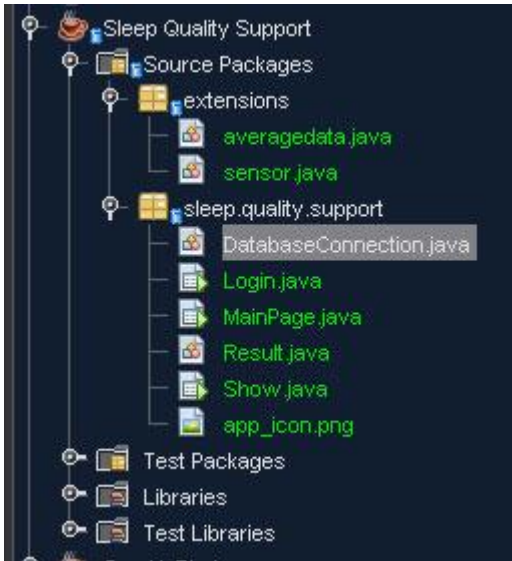 Sleep Quality Support
Source Packages
extensions
averagedata.java
sensor.java
sleep.quality.support
DatabaseConnection.java
Login.java
MainPage.java
Result.java
Show.java
app_icon.png
Test Packages
Libraries
Test Libraries